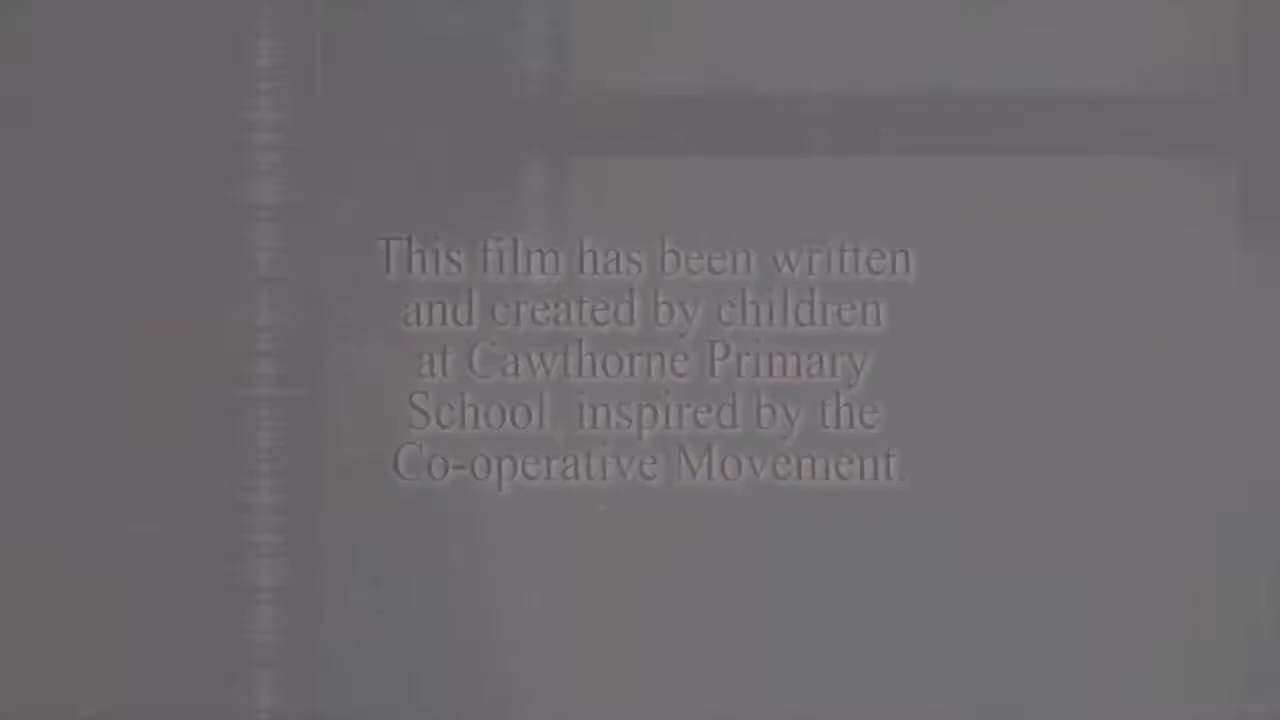 This film has been written
and created by children
at Cawthorne Primary
School, inspired by the
Co-operative Movement.